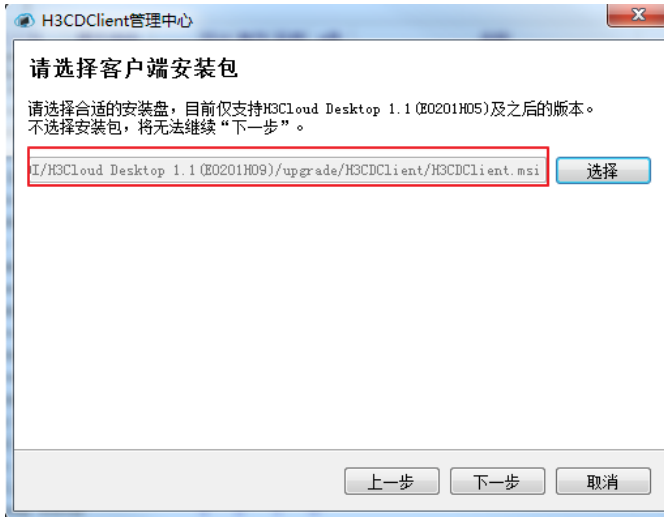 H3CDClient管理中心
请选择客户端安装包
请选择合适的安装盘，目前仅支持H3Cloud Desktop 1.1(E0201H05)及之后的版本。
不选择安装包，将无法继续“下一步”。
DI/H3Cloud Desktop 1.1(E0201H09)/upgrade/H3CDClient/H3CDClient.msi 选择
上一步 下一步 取消